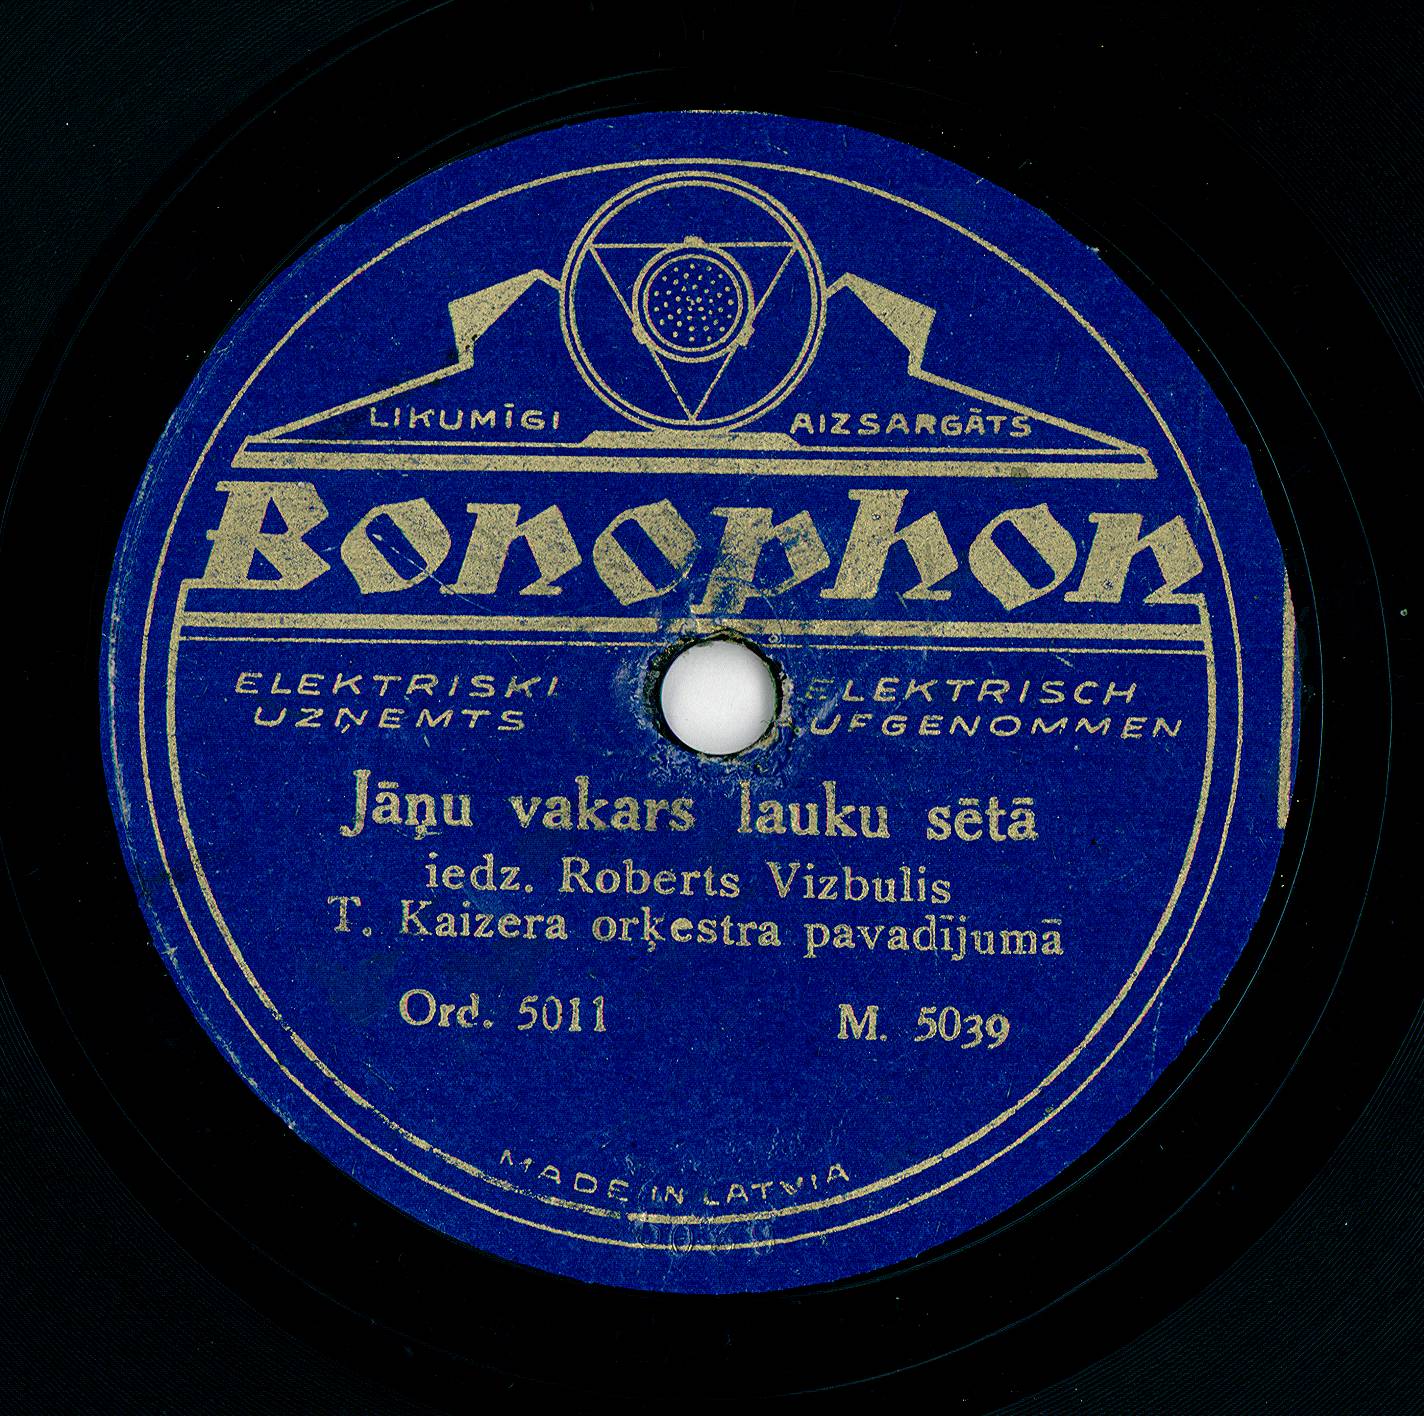 LIKUMĪGI AIZSARGĀTS
Bonophon
ELEKTRISKI ELEKTRISCH
UZŅEMTS AUFGENOMMEN
Jāņu vakars lauku sētā
iedz. Roberts Vizbulis
T. Kaizera orķestra pavadījumā
Ord. 5011 M. 5039
MADE IN LATVIA